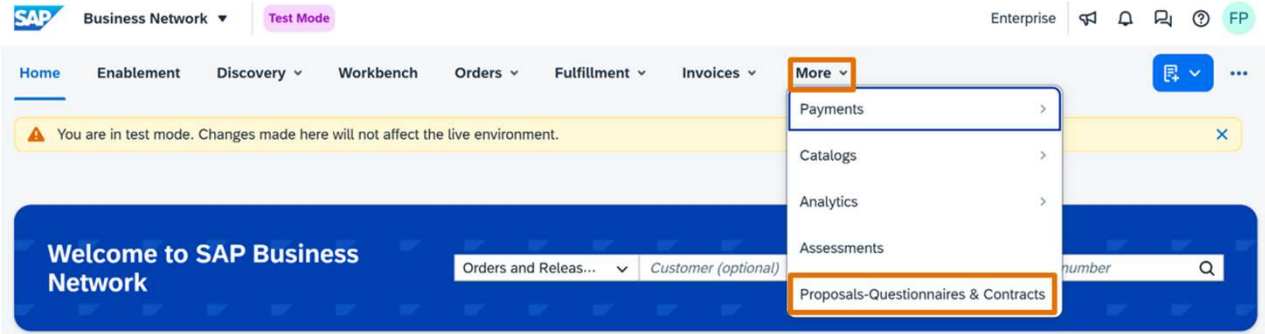 SAP Business Network Test Mode Enterprise FP
Home Enablement Discovery Workbench Orders Fulfillment Invoices More
Payments
You are in test mode. Changes made here will not affect the live environment.
Catalogs
Analytics
Welcome to SAP Business
Network
Assessments
Orders and Releas... Customer (optional) number
Proposals-Questionnaires & Contracts